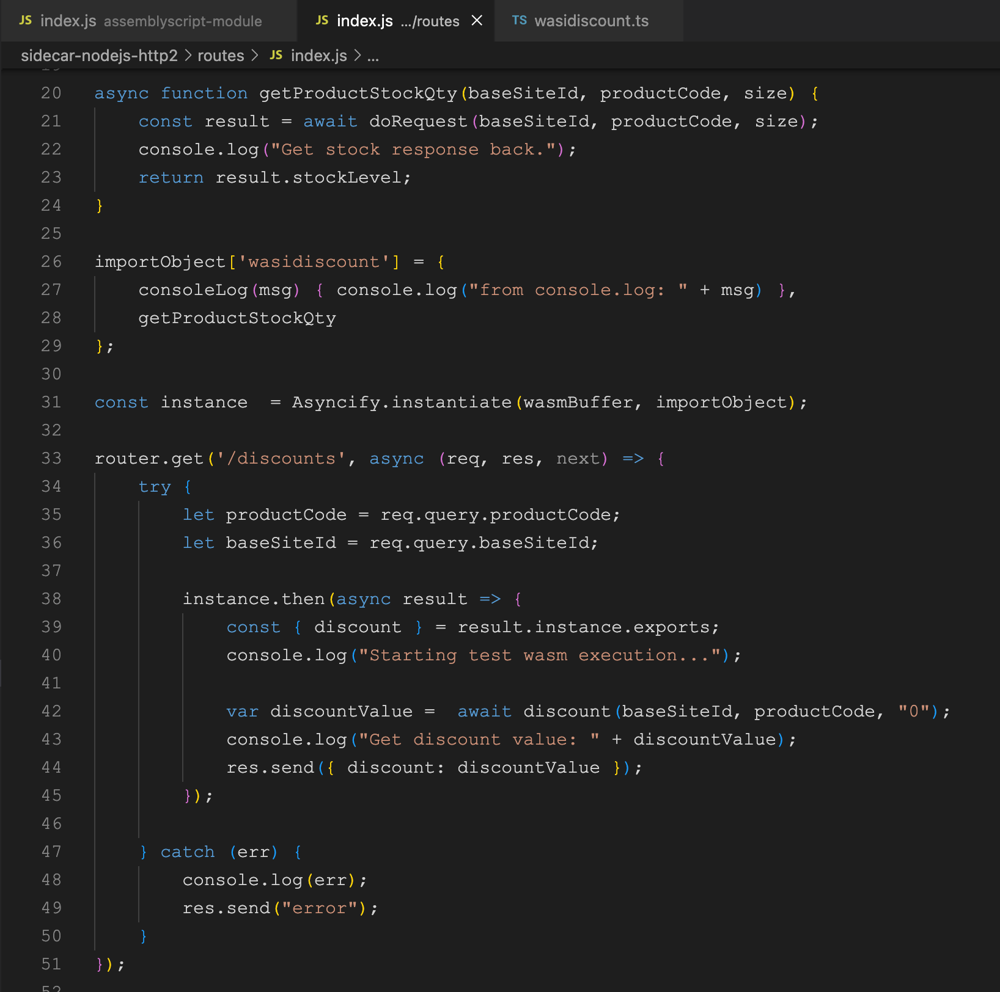 JS index.js assemblyscript-module JS index.js .../routes × TS wasidiscount.ts
sidecar-nodejs-http2 > routes > JS index.js > ...
19
20 async function getProductStockQty(baseSiteId, productCode, size) {
21 const result = await doRequest(baseSiteId, productCode, size);
22 console.log("Get stock response back.");
23 return result.stockLevel;
24 }
25
26 importObject['wasidiscount'] = {
27 consoleLog(msg) { console.log("from console.log: " + msg) },
28 getProductStockQty
29 };
30
31 const instance  = Asyncify.instantiate(wasmBuffer, importObject);
32
33 router.get('/discounts', async (req, res, next) => {
34 try {
35 let productCode = req.query.productCode;
36 let baseSiteId = req.query.baseSiteId;
37
38 instance.then(async result => {
39 const { discount } = result.instance.exports;
40 console.log("Starting test wasm execution...");
41
42 var discountValue =  await discount(baseSiteId, productCode, "0");
43 console.log("Get discount value: " + discountValue);
44 res.send({ discount: discountValue });
45 });
46
47 } catch (err) {
48 console.log(err);
49 res.send("error");
50 }
51 });
52